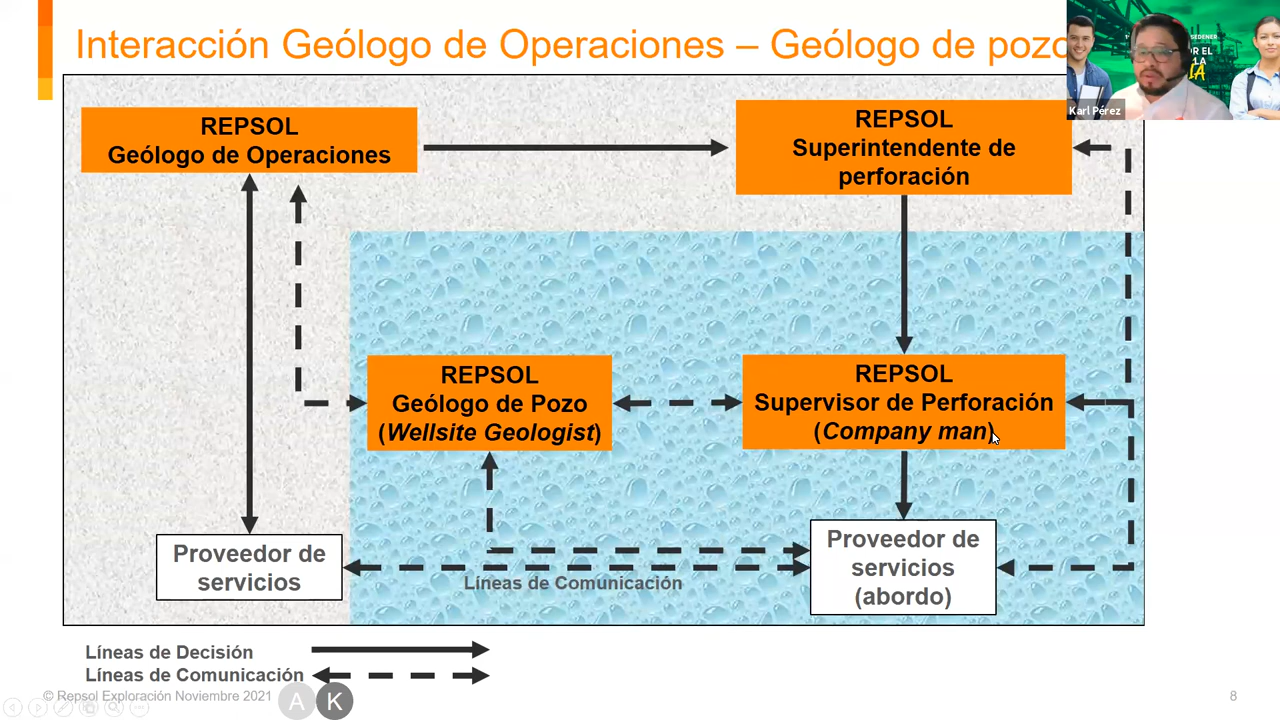 Interacción Geólogo de Operaciones – Geólogo de pozo
REPSOL
Geólogo de Operaciones
REPSOL
Superintendente de
perforación
REPSOL
Geólogo de Pozo
(Wellsite Geologist)
REPSOL
Supervisor de Perforación
(Company man)
Proveedor de
servicios
Proveedor de
servicios
(abordo)
Líneas de Comunicación
Líneas de Decisión
Líneas de Comunicación
© Repsol Exploración Noviembre 2021
8
A
K
Karl Pérez